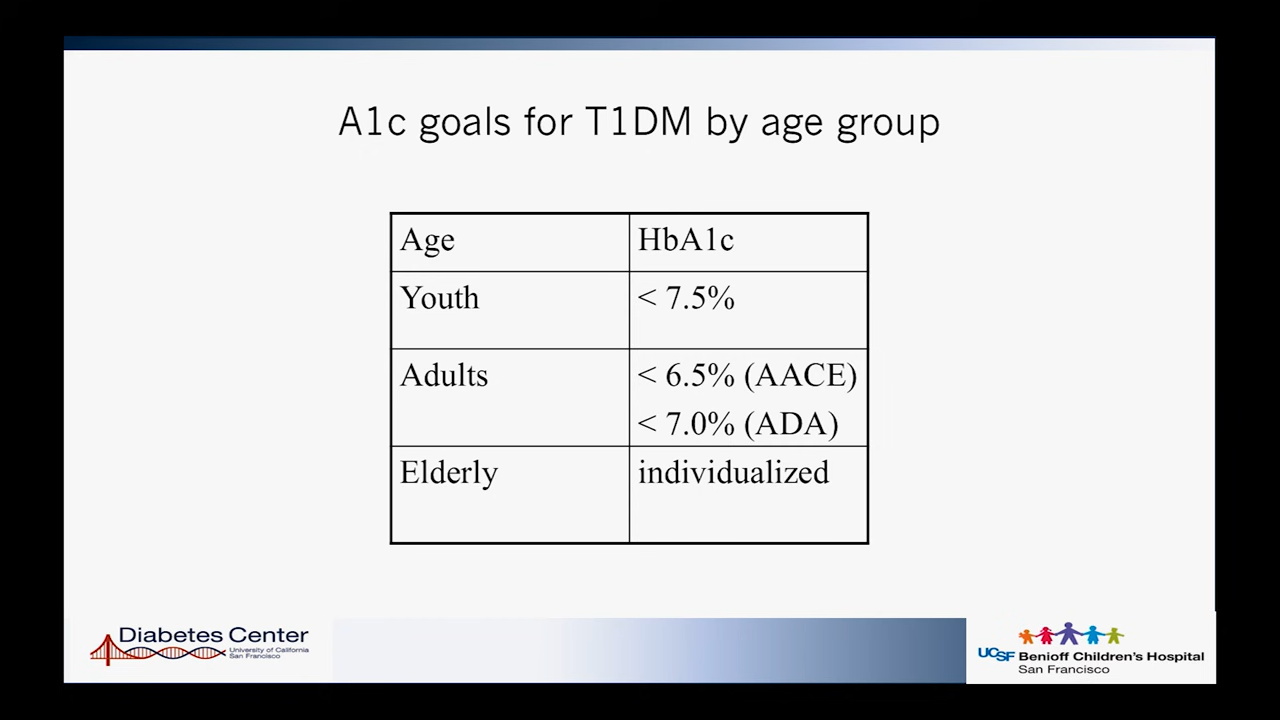 A1c goals for T1DM by age group
Age
HbA1c
Youth
< 7.5%
Adults
< 6.5% (AACE)
< 7.0% (ADA)
Elderly
individualized
Diabetes Center
University of California
San Francisco
UCSF Benioff Children's Hospital
San Francisco